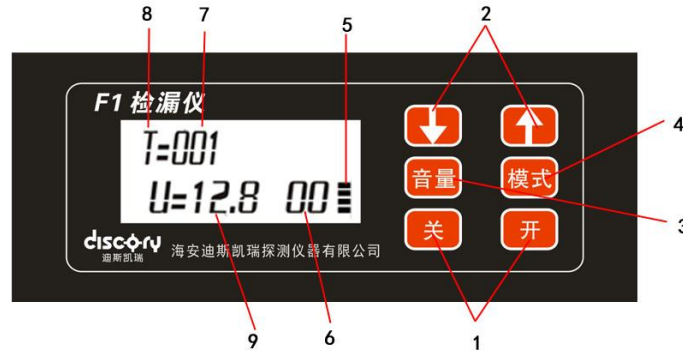 8 7 5 2
F1 检漏仪
T=001
U=12.8 00
音量 模式 4
3
关 开
discory
迪斯凯瑞 海安迪斯凯瑞探测仪器有限公司
9 6 1